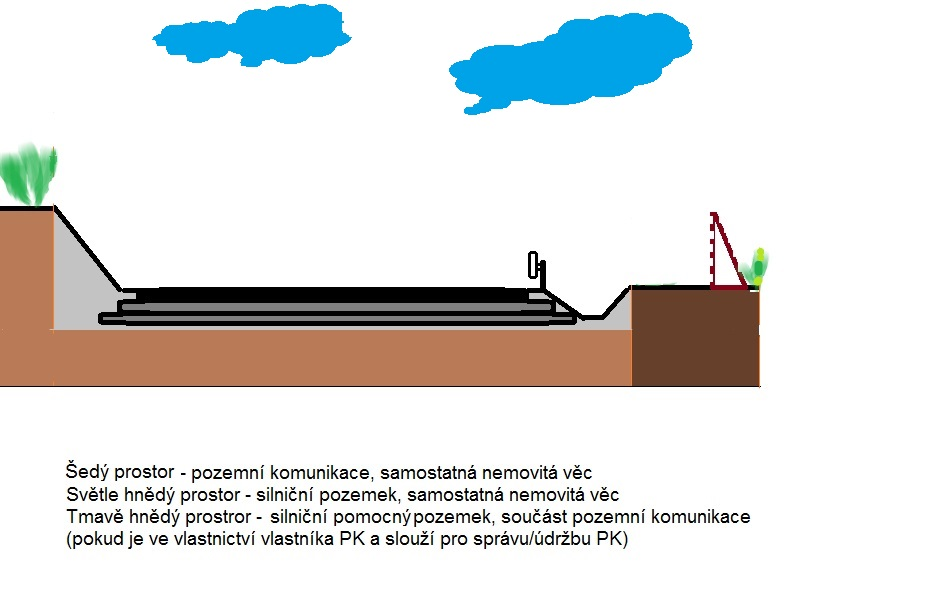 Šedý prostor - pozemní komunikace, samostatná nemovitá věc
Světle hnědý prostor - silniční pozemek, samostatná nemovitá věc
Tmavě hnědý prostror - silniční pomocný pozemek, součást pozemní komunikace
(pokud je ve vlastnictví vlastníka PK a slouží pro správu/údržbu PK)